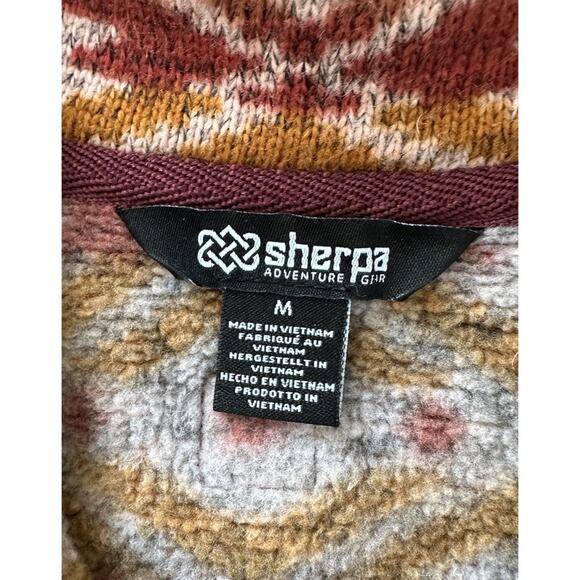 sherpa
ADVENTURE GEAR
M
MADE IN VIETNAM
FABRIQUÉ AU
VIETNAM
HERGESTELLT IN
VIETNAM
HECHO EN VIETNAM
PRODOTTO IN
VIETNAM